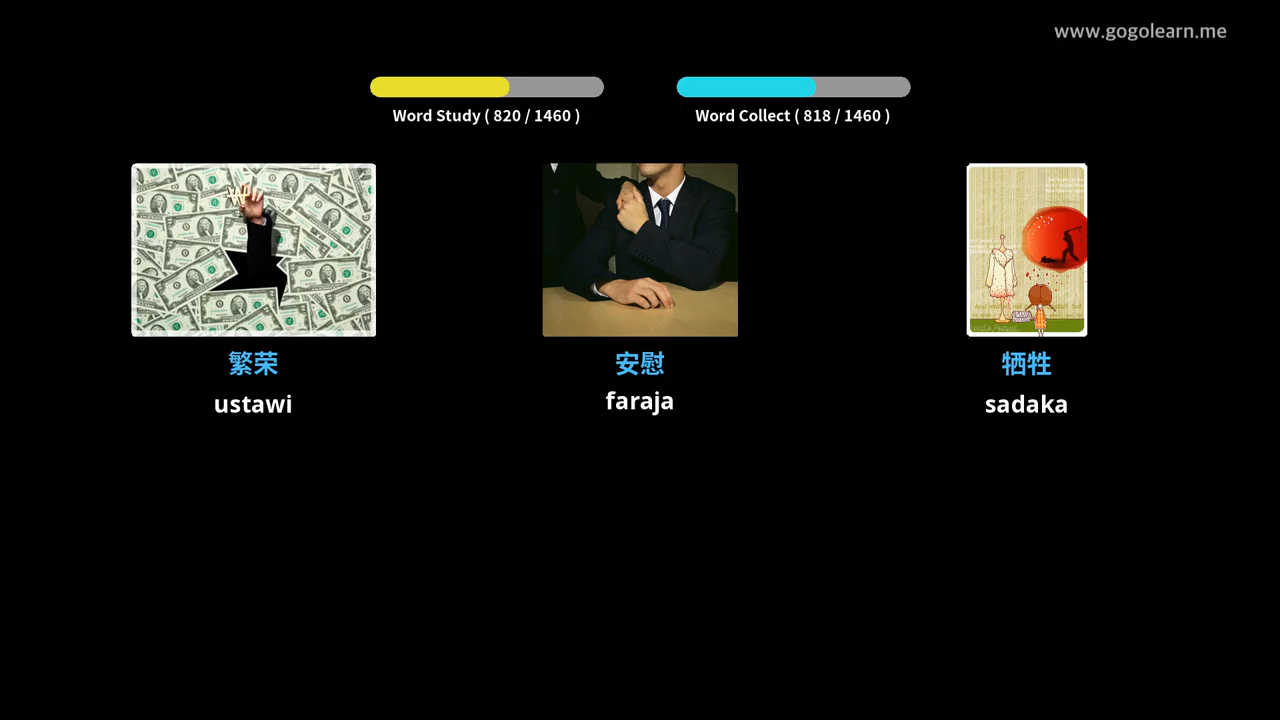 www.gogolearn.me
Word Study ( 820 / 1460 )
Word Collect ( 818 / 1460 )
₩
繁荣
安慰
牺牲
ustawi
faraja
sadaka